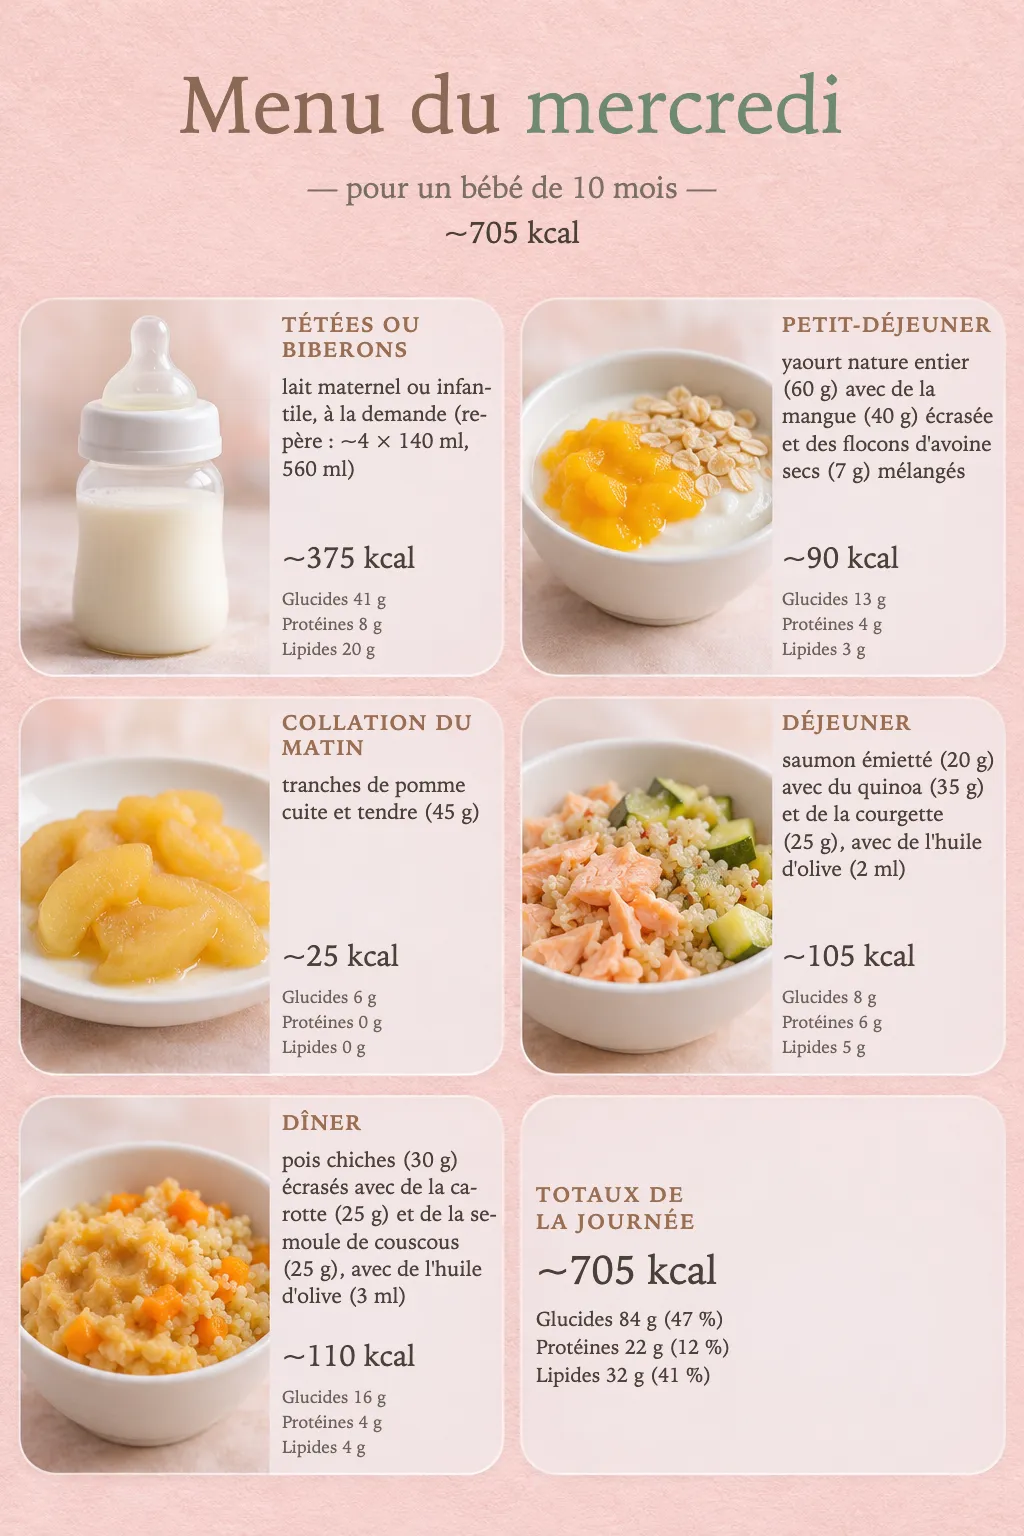 Menu du mercredi
— pour un bébé de 10 mois —
~705 kcal
TÉTÉES OU
BIBERONS
lait maternel ou infan-
tile, à la demande (re-
père : ~4 × 140 ml,
560 ml)
~375 kcal
Glucides 41 g
Protéines 8 g
Lipides 20 g
PETIT-DÉJEUNER
yaourt nature entier
(60 g) avec de la
mangue (40 g) écrasée
et des flocons d'avoine
secs (7 g) mélangés
~90 kcal
Glucides 13 g
Protéines 4 g
Lipides 3 g
COLLATION DU
MATIN
tranches de pomme
cuite et tendre (45 g)
~25 kcal
Glucides 6 g
Protéines 0 g
Lipides 0 g
DÉJEUNER
saumon émietté (20 g)
avec du quinoa (35 g)
et de la courgette
(25 g), avec de l'huile
d'olive (2 ml)
~105 kcal
Glucides 8 g
Protéines 6 g
Lipides 5 g
DÎNER
pois chiches (30 g)
écrasés avec de la ca-
rotte (25 g) et de la se-
moule de couscous
(25 g), avec de l'huile
d'olive (3 ml)
~110 kcal
Glucides 16 g
Protéines 4 g
Lipides 4 g
TOTAUX DE
LA JOURNÉE
~705 kcal
Glucides 84 g (47 %)
Protéines 22 g (12 %)
Lipides 32 g (41 %)